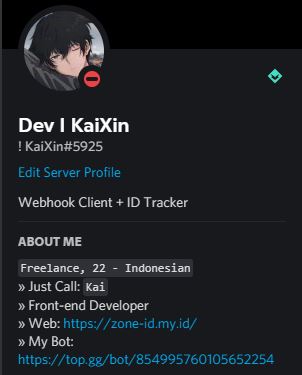 Dev | KaiXin
! KaiXin#5925
Edit Server Profile
Webhook Client + ID Tracker
ABOUT ME
Freelance, 22 - Indonesian
» Just Call: Kai
» Front-end Developer
» Web: https://zone-id.my.id/
» My Bot:
https://top.gg/bot/854995760105652254